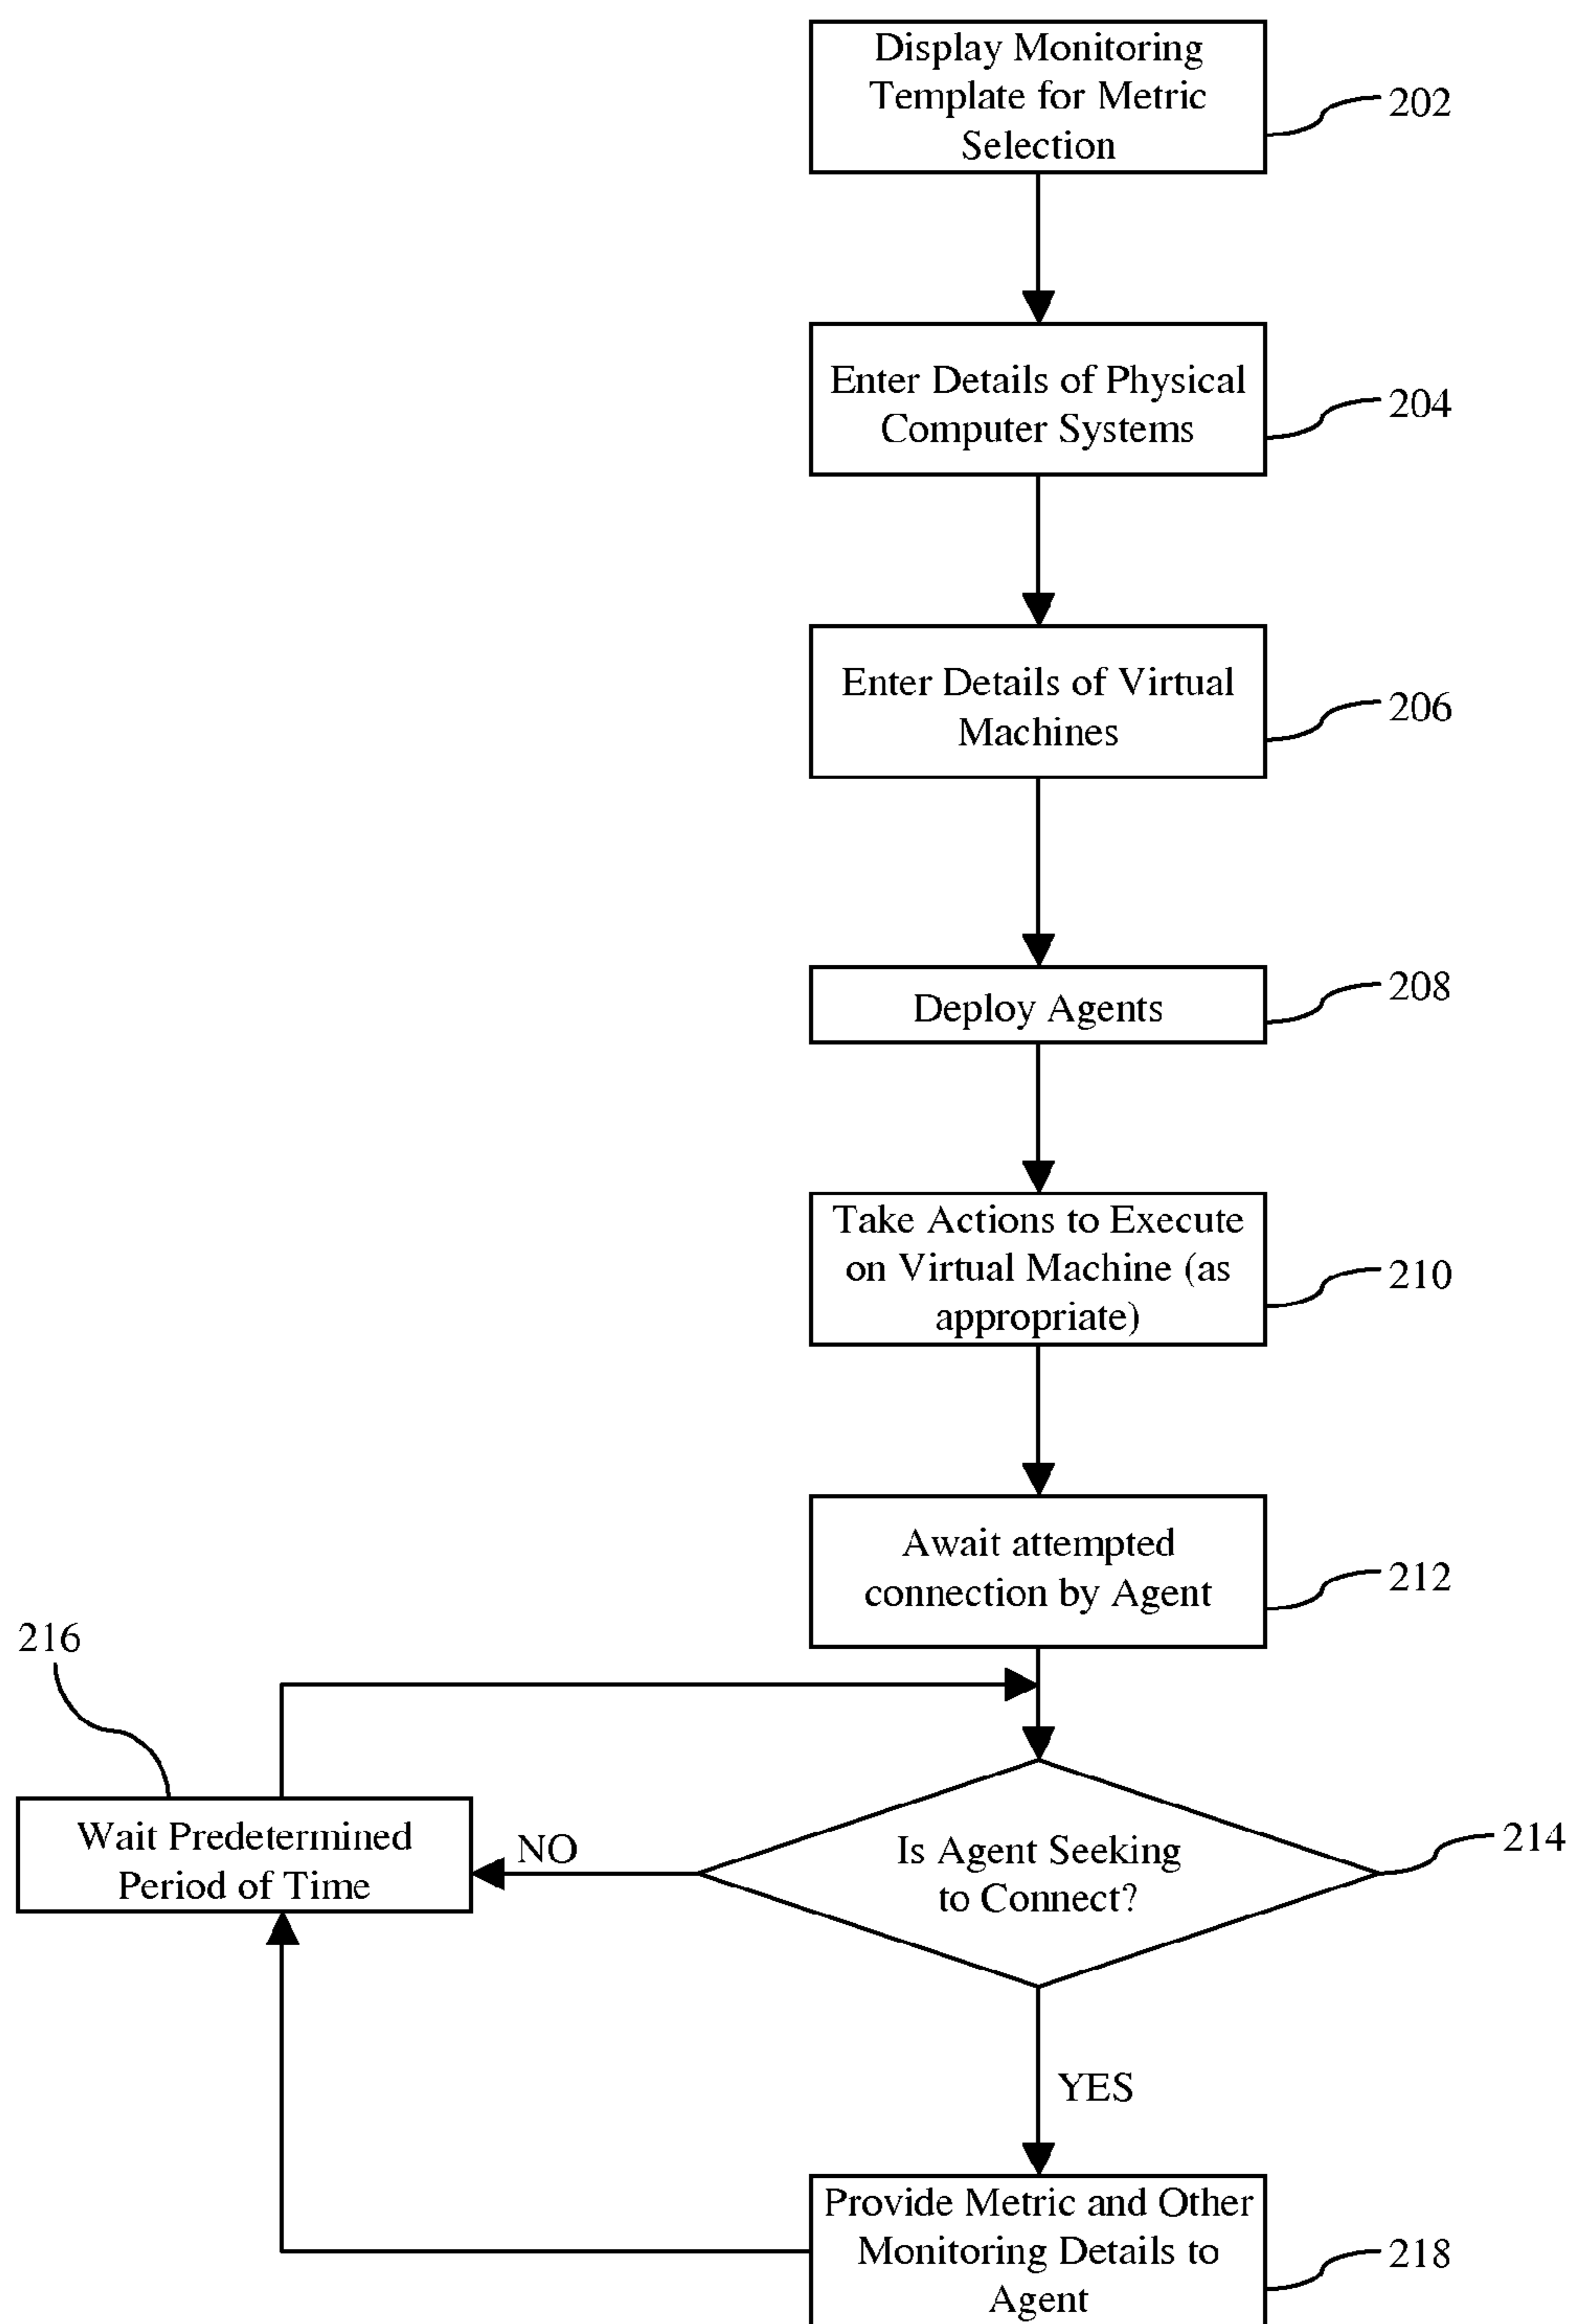 Display Monitoring
Template for Metric
Selection
202
Enter Details of Physical
Computer Systems
204
Enter Details of Virtual
Machines
206
Deploy Agents
208
Take Actions to Execute
on Virtual Machine (as
appropriate)
210
Await attempted
connection by Agent
212
216
Wait Predetermined
Period of Time
NO
Is Agent Seeking
to Connect?
214
YES
Provide Metric and Other
Monitoring Details to
Agent
218